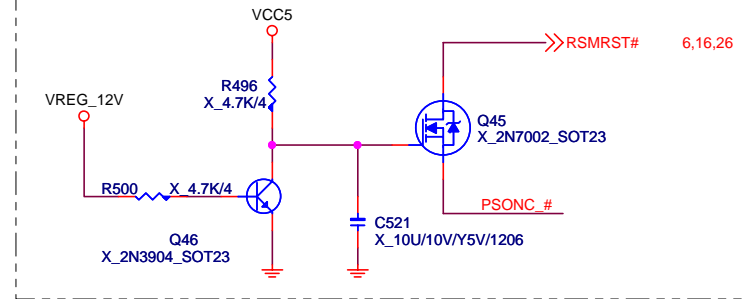 VCC5
RSMRST# 6,16,26
R496
X_4.7K/4
VREG_12V
Q45
X_2N7002_SOT23
R500 X_4.7K/4
PSONC_#
C521
X_10U/10V/Y5V/1206
Q46
X_2N3904_SOT23